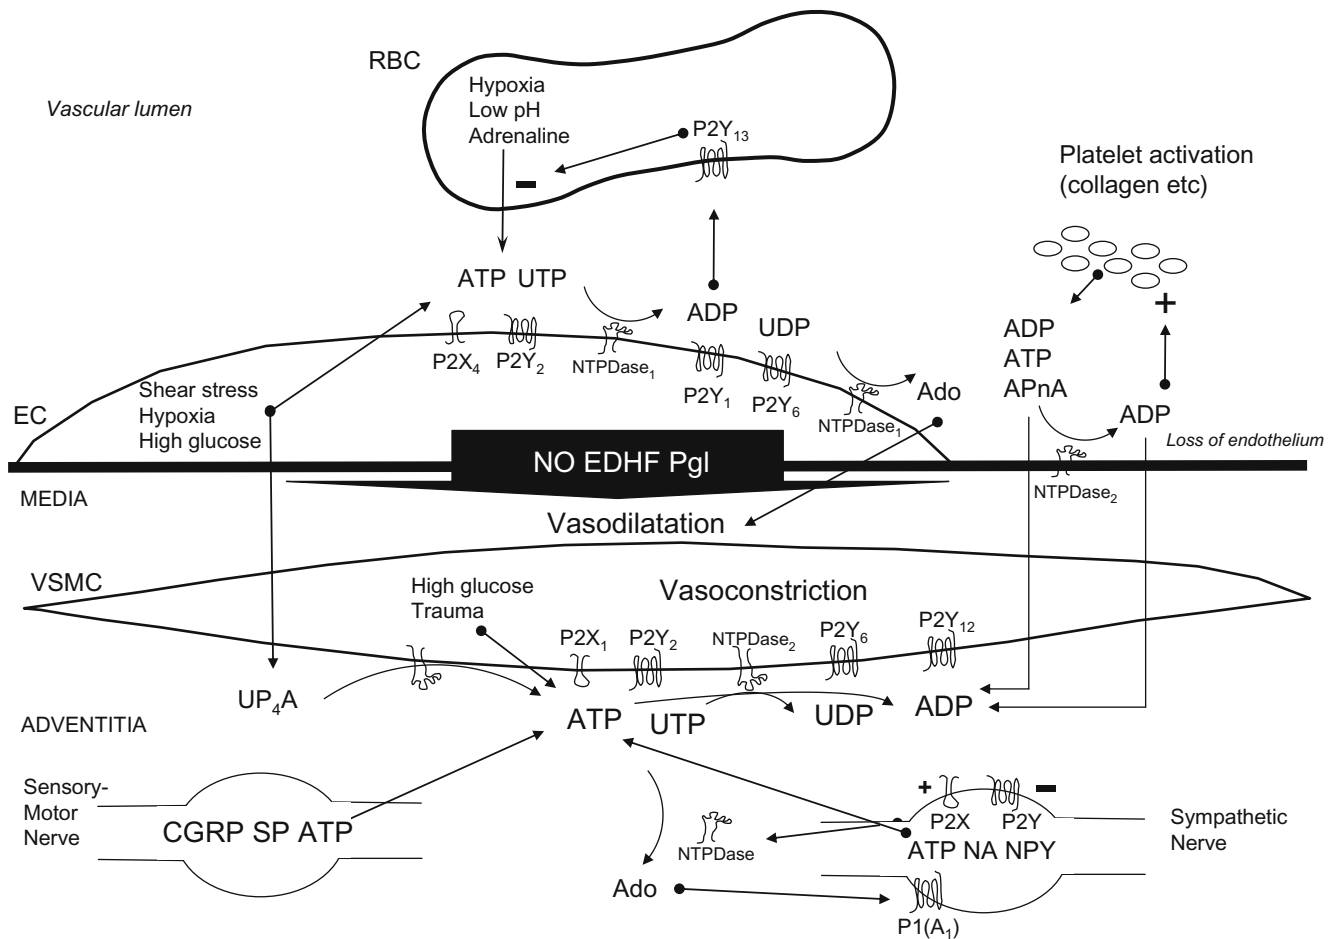 RBC
Hypoxia
Low pH
Adrenaline
P2Y13
Vascular lumen
Platelet activation
(collagen etc)
ATP UTP
ADP
UDP
+
ADP
ATP
APnA
P2X4
P2Y2
NTPDase1
P2Y1
P2Y6
NTPDase1
Ado
ADP
Loss of endothelium
EC
Shear stress
Hypoxia
High glucose
NO EDHF PgI
NTPDase2
MEDIA
Vasodilatation
VSMC
High glucose
Trauma
Vasoconstriction
P2X1
P2Y2
NTPDase2
P2Y6
P2Y12
UP4A
ATP
UTP
UDP
ADP
ADVENTITIA
Sensory-
Motor
Nerve
CGRP SP ATP
NTPDase
Ado
+
P2X
P2Y
ATP NA NPY
P1(A1)
Sympathetic
Nerve